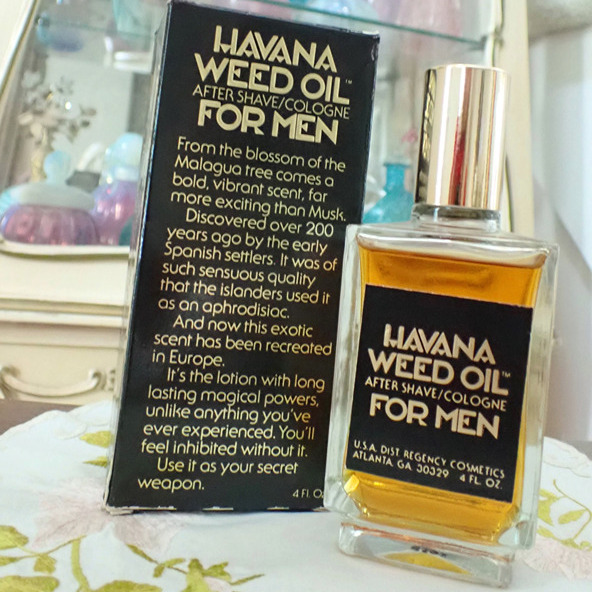 HAVANA
WEED OIL™
AFTER SHAVE/COLOGNE
FOR MEN
From the blossom of the
Malagua tree comes a
bold, vibrant scent, far
more exciting than Musk.
Discovered over 200
years ago by the early
Spanish settlers. It was of
such sensuous quality
that the islanders used it
as an aphrodisiac.
And now this exotic
scent has been recreated
in Europe.
It's the lotion with long
lasting magical powers,
unlike anything you've
ever experienced. You'll
feel inhibited without it.
Use it as your secret
weapon.
4 FL OZ
HAVANA
WEED OIL™
AFTER SHAVE/COLOGNE
FOR MEN
U.S.A. DIST REGENCY COSMETICS
ATLANTA, GA 30329 4 FL OZ.